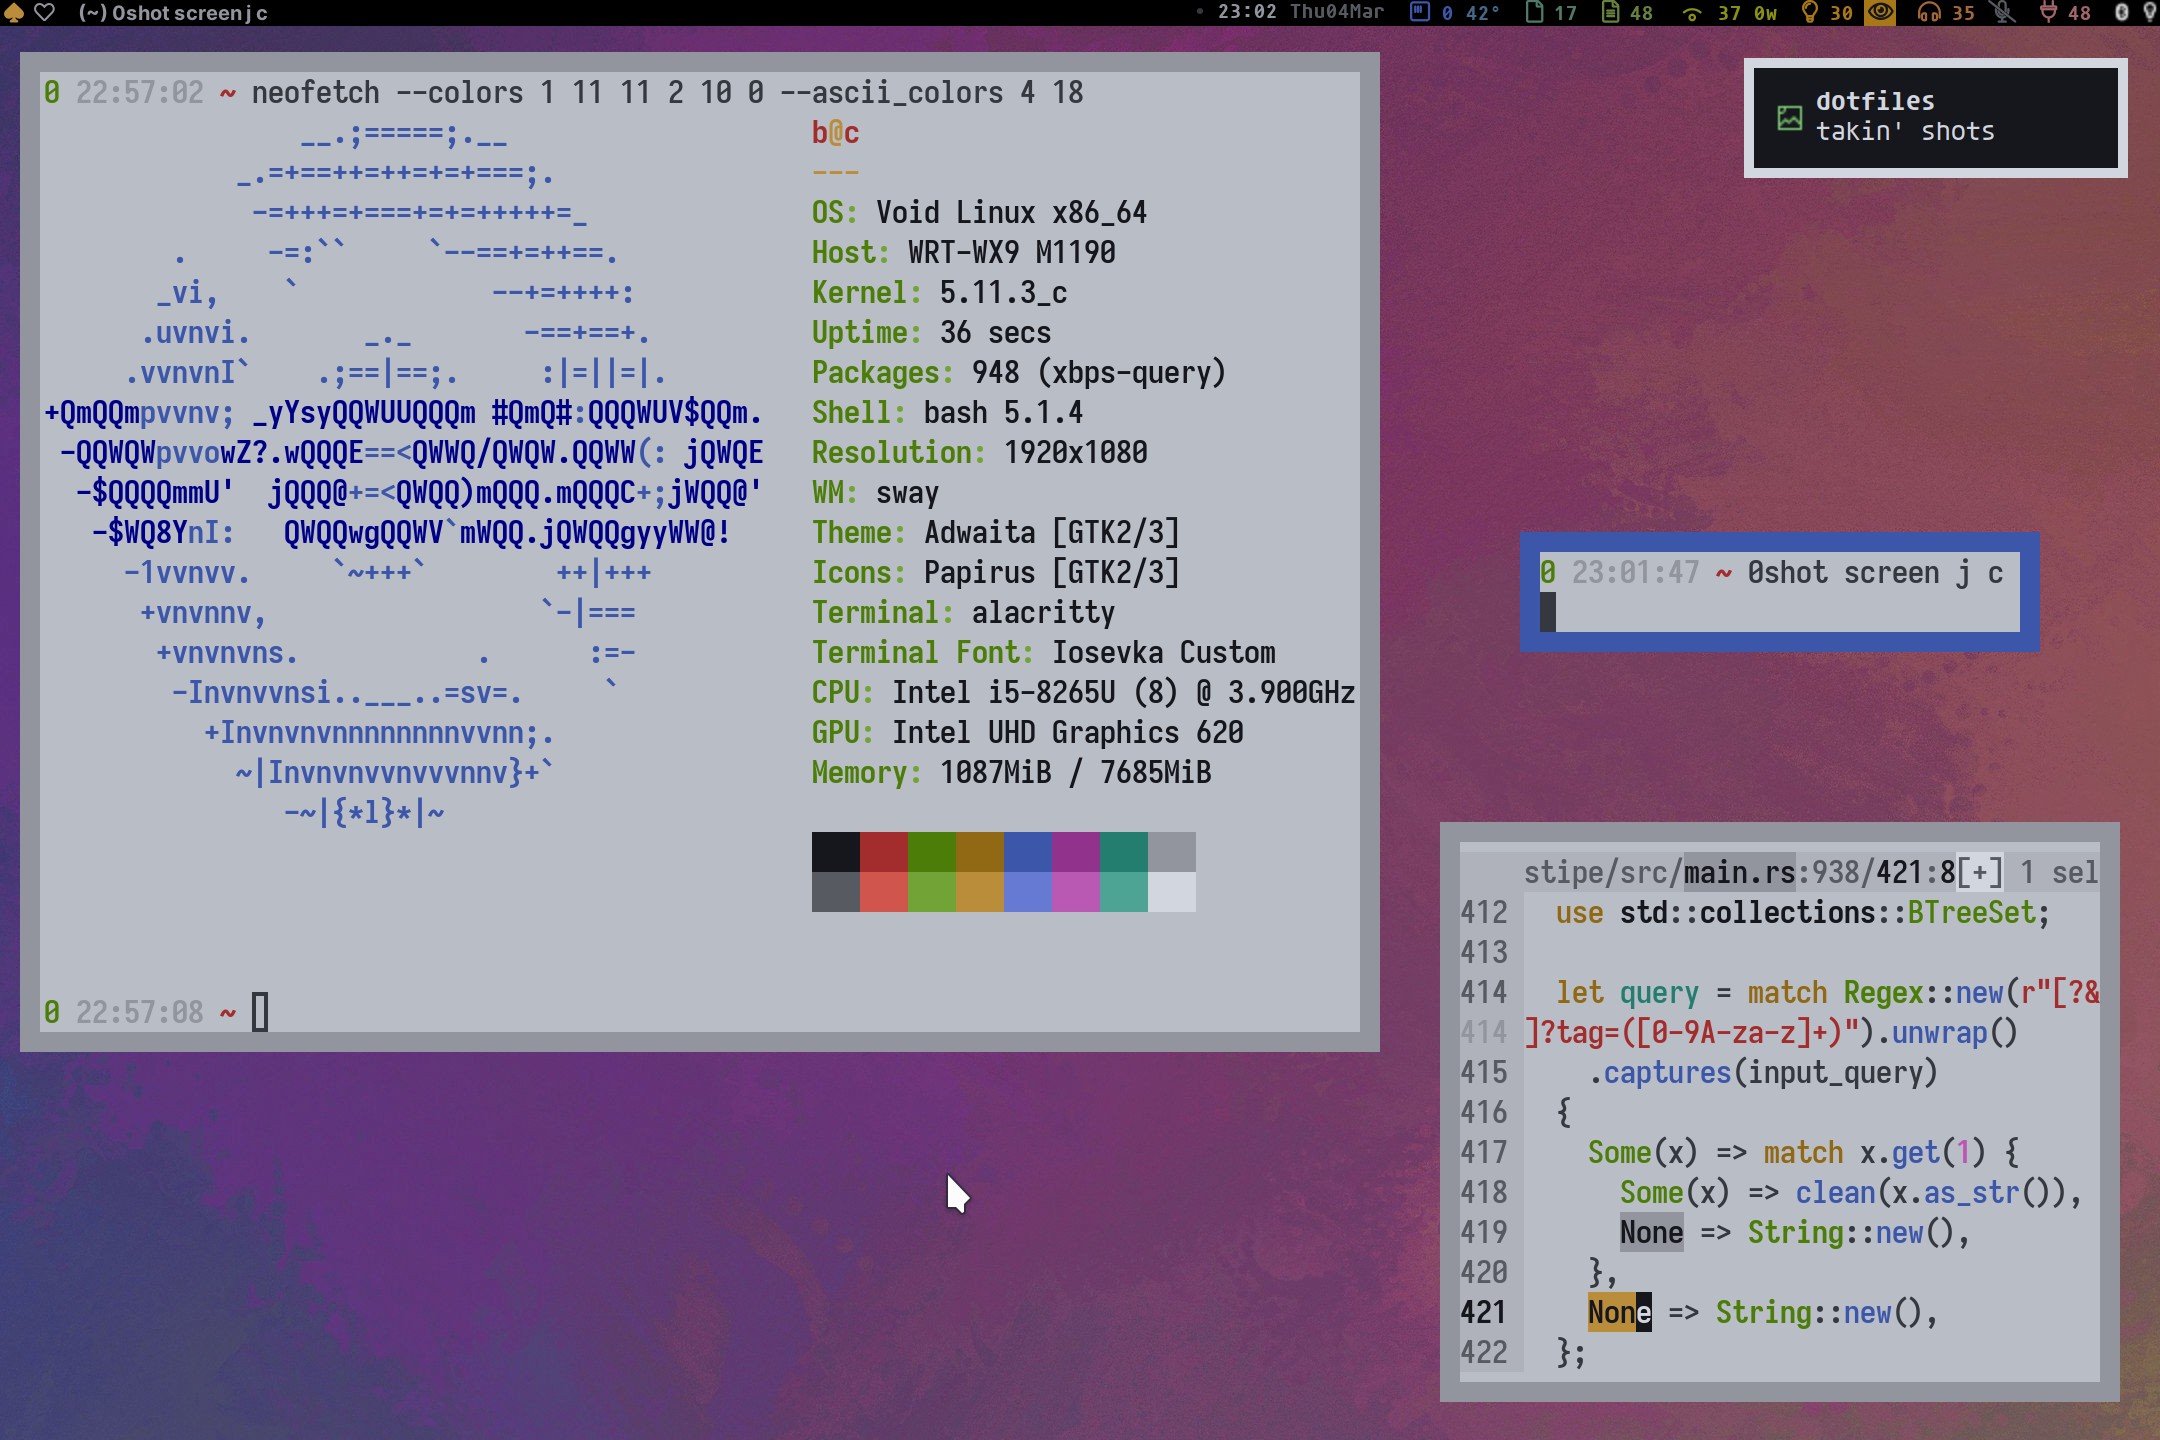 (~) 0shot screen j c
23:02 Thu04Mar 0 42° 17 48 37 0w 30 35 48
0 22:57:02 ~ neofetch --colors 1 11 11 2 10 0 --ascii_colors 4 18
__.;=====;.__
_.=+==++=++=+=+===;.
-=+++=+===+=+=+++++=_
.     -=:``     `--==+=++==.
_vi,    `            --+=++++:
.uvnvi.       _._       -==+==+.
.vvnvnI`    .;==|==;.     :|=||=|.
+QmQQmpvvnv; _yYsyQQWUUQQQm #QmQ#:QQQWUV$QQm.
-QQWQWpvvowZ?.wQQQE==<QWWQ/QWQW.QQWW(: jQWQE
-$QQQQmmU'  jQQQ@+=<QWQQ)mQQQ.mQQQC+;jWQQ@'
-$WQ8YnI:   QWQQwgQQWV`mWQQ.jQWQQgyyWW@!
-1vvnvv.     `~+++`        ++|+++
+vnvnnv,                 `-|===
+vnvnvns.           .      :=-
-Invnvvnsi..___..=sv=.     `
+Invnvnvnnnnnnnnvvnn;.
~|Invnvnvvnvvvnnv}+`
-~|{*l}*|~
b@c
---
OS: Void Linux x86_64
Host: WRT-WX9 M1190
Kernel: 5.11.3_c
Uptime: 36 secs
Packages: 948 (xbps-query)
Shell: bash 5.1.4
Resolution: 1920x1080
WM: sway
Theme: Adwaita [GTK2/3]
Icons: Papirus [GTK2/3]
Terminal: alacritty
Terminal Font: Iosevka Custom
CPU: Intel i5-8265U (8) @ 3.900GHz
GPU: Intel UHD Graphics 620
Memory: 1087MiB / 7685MiB
0 22:57:08 ~
dotfiles
takin' shots
0 23:01:47 ~ 0shot screen j c
stipe/src/main.rs:938/421:8[+] 1 sel
412   use std::collections::BTreeSet;
413
414   let query = match Regex::new(r"[?&
414 ]?tag=([0-9A-za-z]+)").unwrap()
415     .captures(input_query)
416   {
417     Some(x) => match x.get(1) {
418       Some(x) => clean(x.as_str()),
419       None => String::new(),
420     },
421     None => String::new(),
422   };